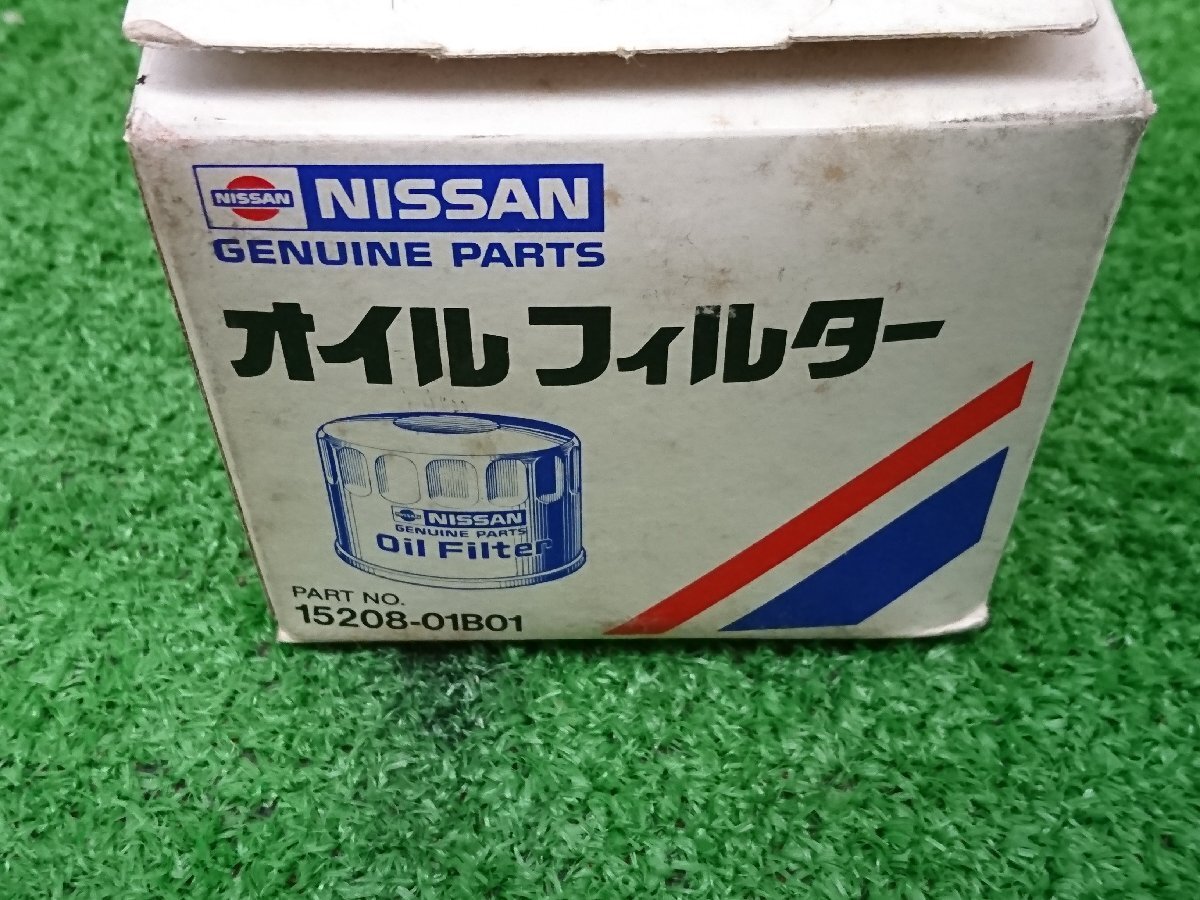 NISSAN NISSAN
GENUINE PARTS
オイルフィルター
NISSAN
GENUINE PARTS
Oil Filter
PART NO.
15208-01B01